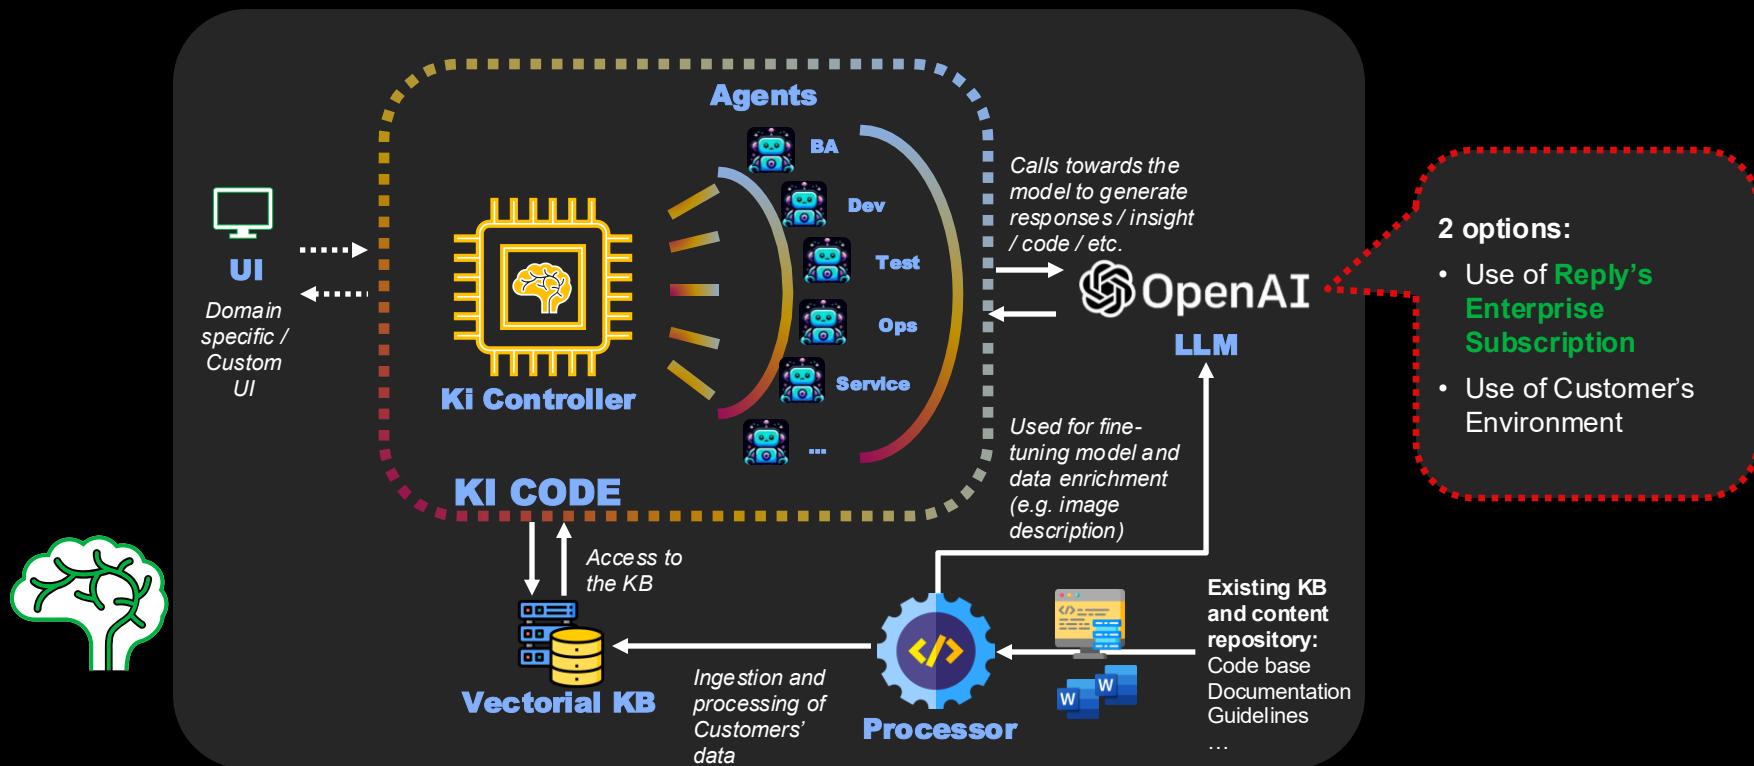 Agents
BA
Dev
Test
Ops
Service
...
Ki Controller
KI CODE
UI
Domain
specific /
Custom
UI
Calls towards the
model to generate
responses / insight
/ code / etc.
OpenAI
LLM
Used for fine-
tuning model and
data enrichment
(e.g. image
description)
2 options:
• Use of Reply's
Enterprise
Subscription
• Use of Customer's
Environment
Access to
the KB
Vectorial KB
Ingestion and
processing of
Customers'
data
</>
Processor
</>
W
W
Existing KB
and content
repository:
Code base
Documentation
Guidelines
...